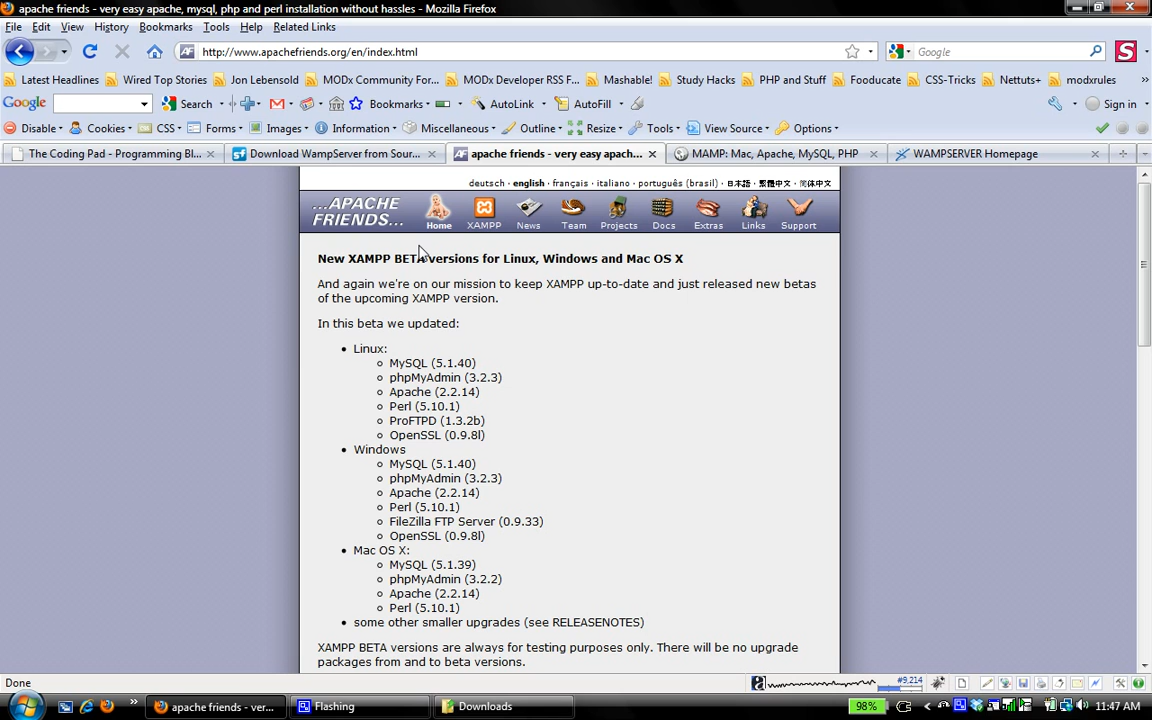 apache friends - very easy apache, mysql, php and perl installation without hassles - Mozilla Firefox
File Edit View History Bookmarks Tools Help Related Links
http://www.apachefriends.org/en/index.html
Google
Latest Headlines Wired Top Stories Jon Lebensold MODx Community For... MODx Developer RSS F... Mashable! Study Hacks PHP and Stuff Fooducate CSS-Tricks Nettuts+ modxrules
Google Search Bookmarks AutoLink AutoFill Sign in
Disable Cookies CSS Forms Images Information Miscellaneous Outline Resize Tools View Source Options
The Coding Pad - Programming Bl... Download WampServer from Sour... apache friends - very easy apach... MAMP: Mac, Apache, MySQL, PHP WAMPSERVER Homepage
deutsch · english · français · italiano · português (brasil) · 日本語 · 繁體中文 · 简体中文
...APACHE
FRIENDS...
Home XAMPP News Team Projects Docs Extras Links Support
New XAMPP BETA versions for Linux, Windows and Mac OS X
And again we're on our mission to keep XAMPP up-to-date and just released new betas
of the upcoming XAMPP version.
In this beta we updated:
Linux:
MySQL (5.1.40)
phpMyAdmin (3.2.3)
Apache (2.2.14)
Perl (5.10.1)
ProFTPD (1.3.2b)
OpenSSL (0.9.8l)
Windows
MySQL (5.1.40)
phpMyAdmin (3.2.3)
Apache (2.2.14)
Perl (5.10.1)
FileZilla FTP Server (0.9.33)
OpenSSL (0.9.8l)
Mac OS X:
MySQL (5.1.39)
phpMyAdmin (3.2.2)
Apache (2.2.14)
Perl (5.10.1)
some other smaller upgrades (see RELEASENOTES)
XAMPP BETA versions are always for testing purposes only. There will be no upgrade
packages from and to beta versions.
Done
#9,214
apache friends - ver... Flashing Downloads 98% 11:47 AM